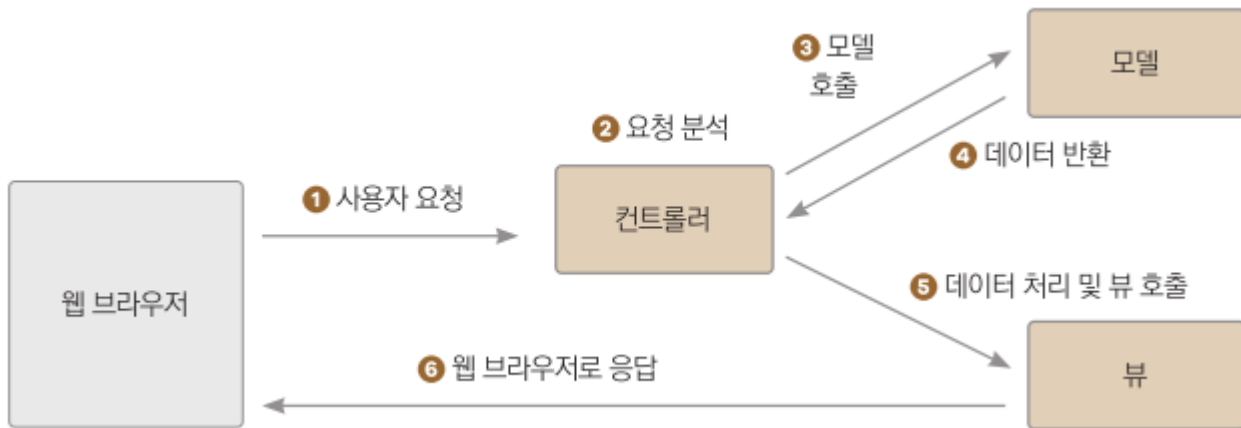 ❸ 모델
호출
모델
❷ 요청 분석
❹ 데이터 반환
❶ 사용자 요청
컨트롤러
웹 브라우저
❺ 데이터 처리 및 뷰 호출
❻ 웹 브라우저로 응답
뷰